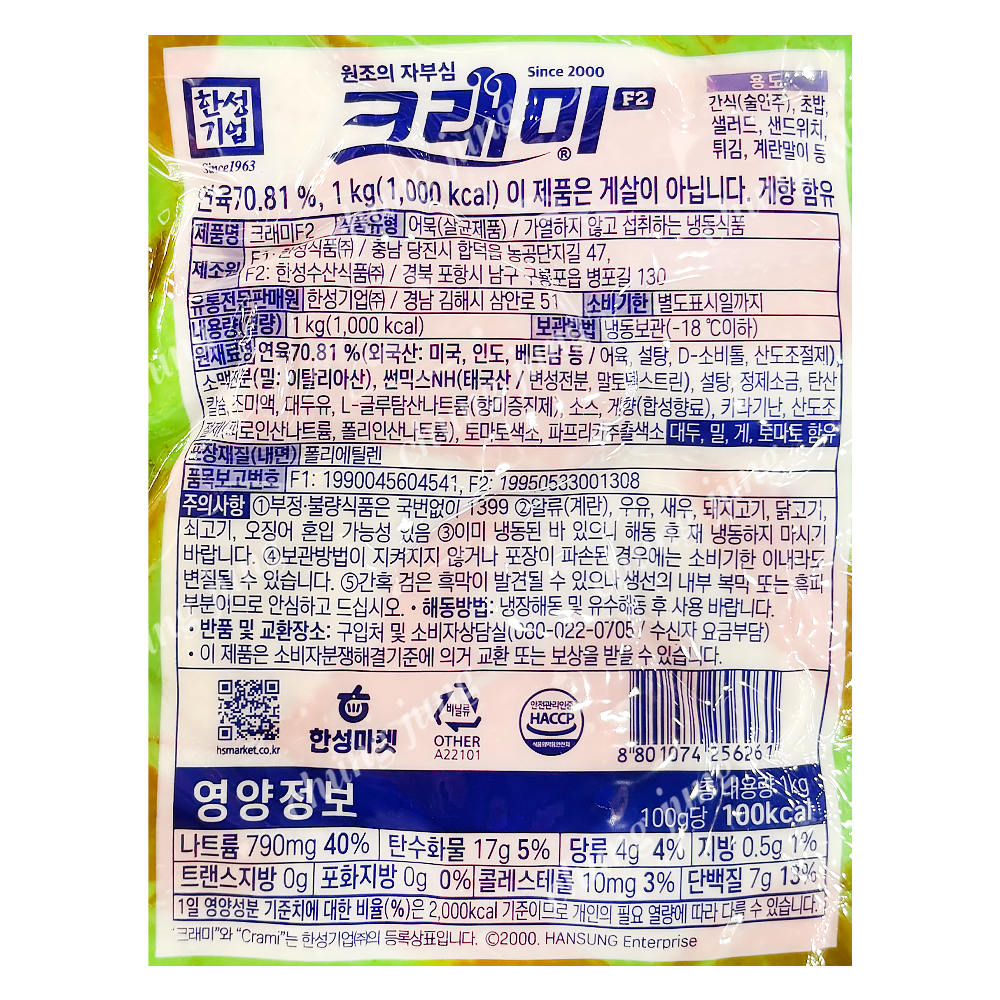 원조의 자부심
Since 2000
한성
기업
Since1963
크래미 F2
®
용도
간식(술안주), 초밥,
샐러드, 샌드위치,
튀김, 계란말이 등
연육70.81 %, 1 kg(1,000 kcal) 이 제품은 게살이 아닙니다. 게향 함유
제품명 크래미F2 식품유형 어묵(살균제품) / 가열하지 않고 섭취하는 냉동식품
제조원 F1: 한성식품㈜ / 충남 당진시 합덕읍 농공단지길 47,
F2: 한성수산식품㈜ / 경북 포항시 남구 구룡포읍 병포길 130
유통전문판매원 한성기업㈜ / 경남 김해시 삼안로 51 소비기한 별도표시일까지
내용량(열량) 1 kg(1,000 kcal) 보관방법 냉동보관(-18 ℃이하)
원재료명 연육70.81 %(외국산: 미국, 인도, 베트남 등 / 어육, 설탕, D-소비톨, 산도조절제),
소맥전분(밀: 이탈리아산), 썬믹스NH(태국산 / 변성전분, 말토덱스트린), 설탕, 정제소금, 탄산
칼슘, 조미액, 대두유, L-글루탐산나트륨(향미증진제), 소스, 게향(합성향료), 카라기난, 산도조
절제(피로인산나트륨, 폴리인산나트륨), 토마토색소, 파프리카추출색소 대두, 밀, 게, 토마토 함유
포장재질(내면) 폴리에틸렌
품목보고번호 F1: 1990045604541, F2: 19950533001308
주의사항 ①부정·불량식품은 국번없이 1399 ②알류(계란), 우유, 새우, 돼지고기, 닭고기,
쇠고기, 오징어 혼입 가능성 있음 ③이미 냉동된 바 있으니 해동 후 재 냉동하지 마시기
바랍니다. ④보관방법이 지켜지지 않거나 포장이 파손된 경우에는 소비기한 이내라도
변질될 수 있습니다. ⑤간혹 검은 흑막이 발견될 수 있으나 생선의 내부 복막 또는 흑피
부분이므로 안심하고 드십시오. • 해동방법: 냉장해동 및 유수해동 후 사용 바랍니다.
• 반품 및 교환장소: 구입처 및 소비자상담실(080-022-0705 / 수신자 요금부담)
• 이 제품은 소비자분쟁해결기준에 의거 교환 또는 보상을 받을 수 있습니다.
hsmarket.co.kr
한성마켓
비닐류
OTHER
A22101
안전관리인증
HACCP
식품의약품안전처
8 801074 256261
영양정보
총 내용량 1kg
100g당 100kcal
나트륨 790mg 40% 탄수화물 17g 5% 당류 4g 4% 지방 0.5g 1%
트랜스지방 0g 포화지방 0g 0% 콜레스테롤 10mg 3% 단백질 7g 13%
1일 영양성분 기준치에 대한 비율(%)은 2,000kcal 기준이므로 개인의 필요 열량에 따라 다를 수 있습니다.
"크래미"와 "Crami"는 한성기업㈜의 등록상표입니다. ©2000. HANSUNG Enterprise